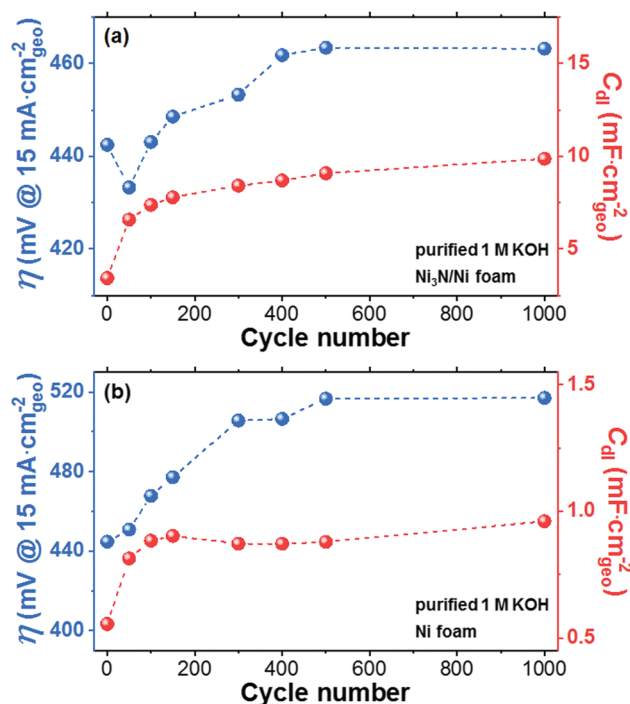 (a)
η (mV @ 15 mA·cm⁻²geo)
460
440
420
15
10
5
Cdl (mF·cm⁻²geo)
purified 1 M KOH
Ni₃N/Ni foam
0 200 400 600 800 1000
Cycle number
(b)
η (mV @ 15 mA·cm⁻²geo)
520
480
440
400
1.5
1.0
0.5
Cdl (mF·cm⁻²geo)
purified 1 M KOH
Ni foam
0 200 400 600 800 1000
Cycle number